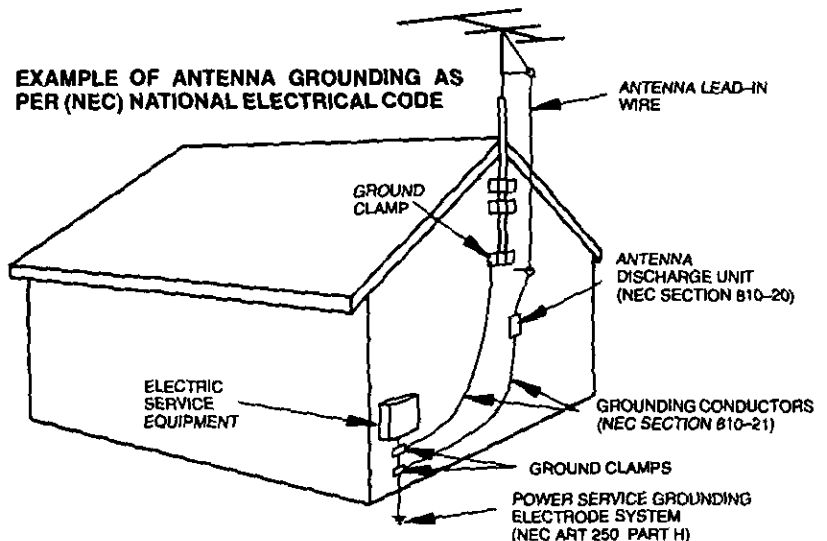 EXAMPLE OF ANTENNA GROUNDING AS
PER (NEC) NATIONAL ELECTRICAL CODE
ANTENNA LEAD-IN
WIRE
GROUND
CLAMP
ANTENNA
DISCHARGE UNIT
(NEC SECTION 810-20)
ELECTRIC
SERVICE
EQUIPMENT
GROUNDING CONDUCTORS
(NEC SECTION 810-21)
GROUND CLAMPS
POWER SERVICE GROUNDING
ELECTRODE SYSTEM
(NEC ART 250 PART H)